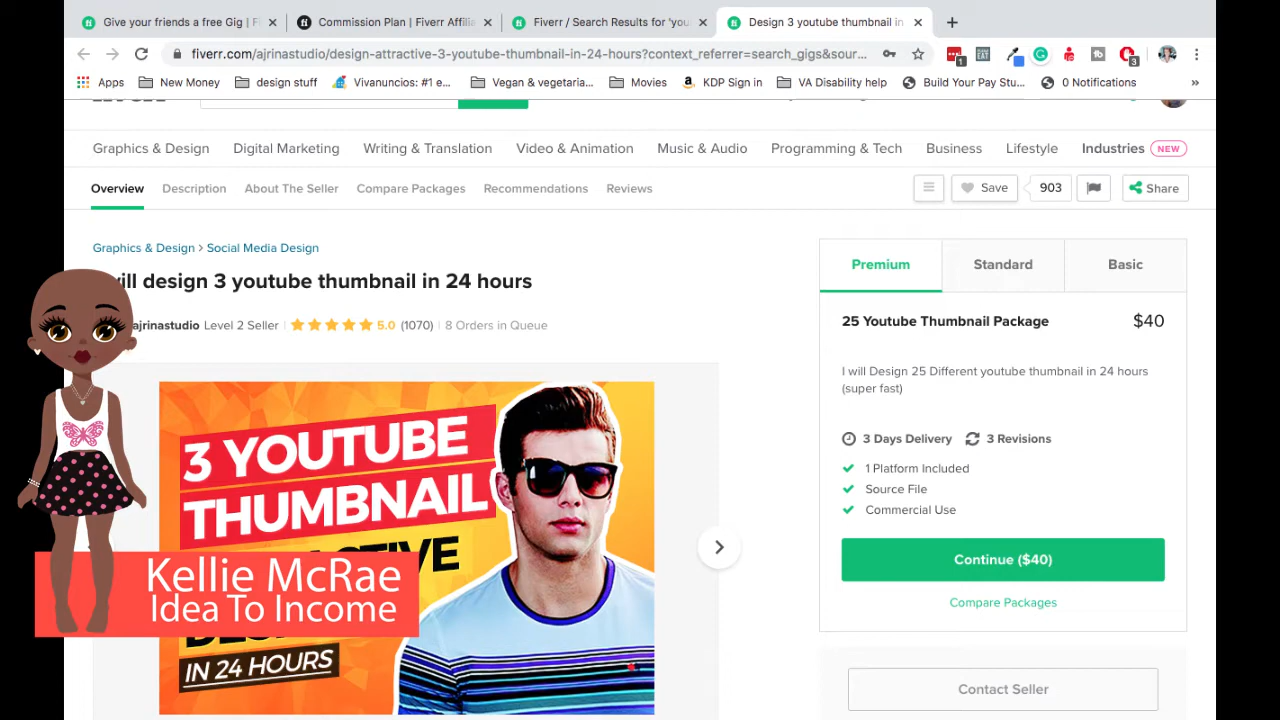 Give your friends a free Gig | Fi
Commission Plan | Fiverr Affilia
Fiverr / Search Results for 'you
Design 3 youtube thumbnail in
fiverr.com/ajrinastudio/design-attractive-3-youtube-thumbnail-in-24-hours?context_referrer=search_gigs&sour...
Apps
New Money
design stuff
Vivanuncios: #1 e...
Vegan & vegetaria...
Movies
KDP Sign in
VA Disability help
Build Your Pay Stu...
0 Notifications
»
Graphics & Design
Digital Marketing
Writing & Translation
Video & Animation
Music & Audio
Programming & Tech
Business
Lifestyle
Industries NEW
Overview
Description
About The Seller
Compare Packages
Recommendations
Reviews
Save
903
Share
Graphics & Design > Social Media Design
will design 3 youtube thumbnail in 24 hours
ajrinastudio Level 2 Seller 5.0 (1070) 8 Orders in Queue
3 YOUTUBE
THUMBNAIL
IN 24 HOURS
Kellie McRae
Idea To Income
Premium
Standard
Basic
25 Youtube Thumbnail Package $40
I will Design 25 Different youtube thumbnail in 24 hours
(super fast)
3 Days Delivery 3 Revisions
1 Platform Included
Source File
Commercial Use
Continue ($40)
Compare Packages
Contact Seller